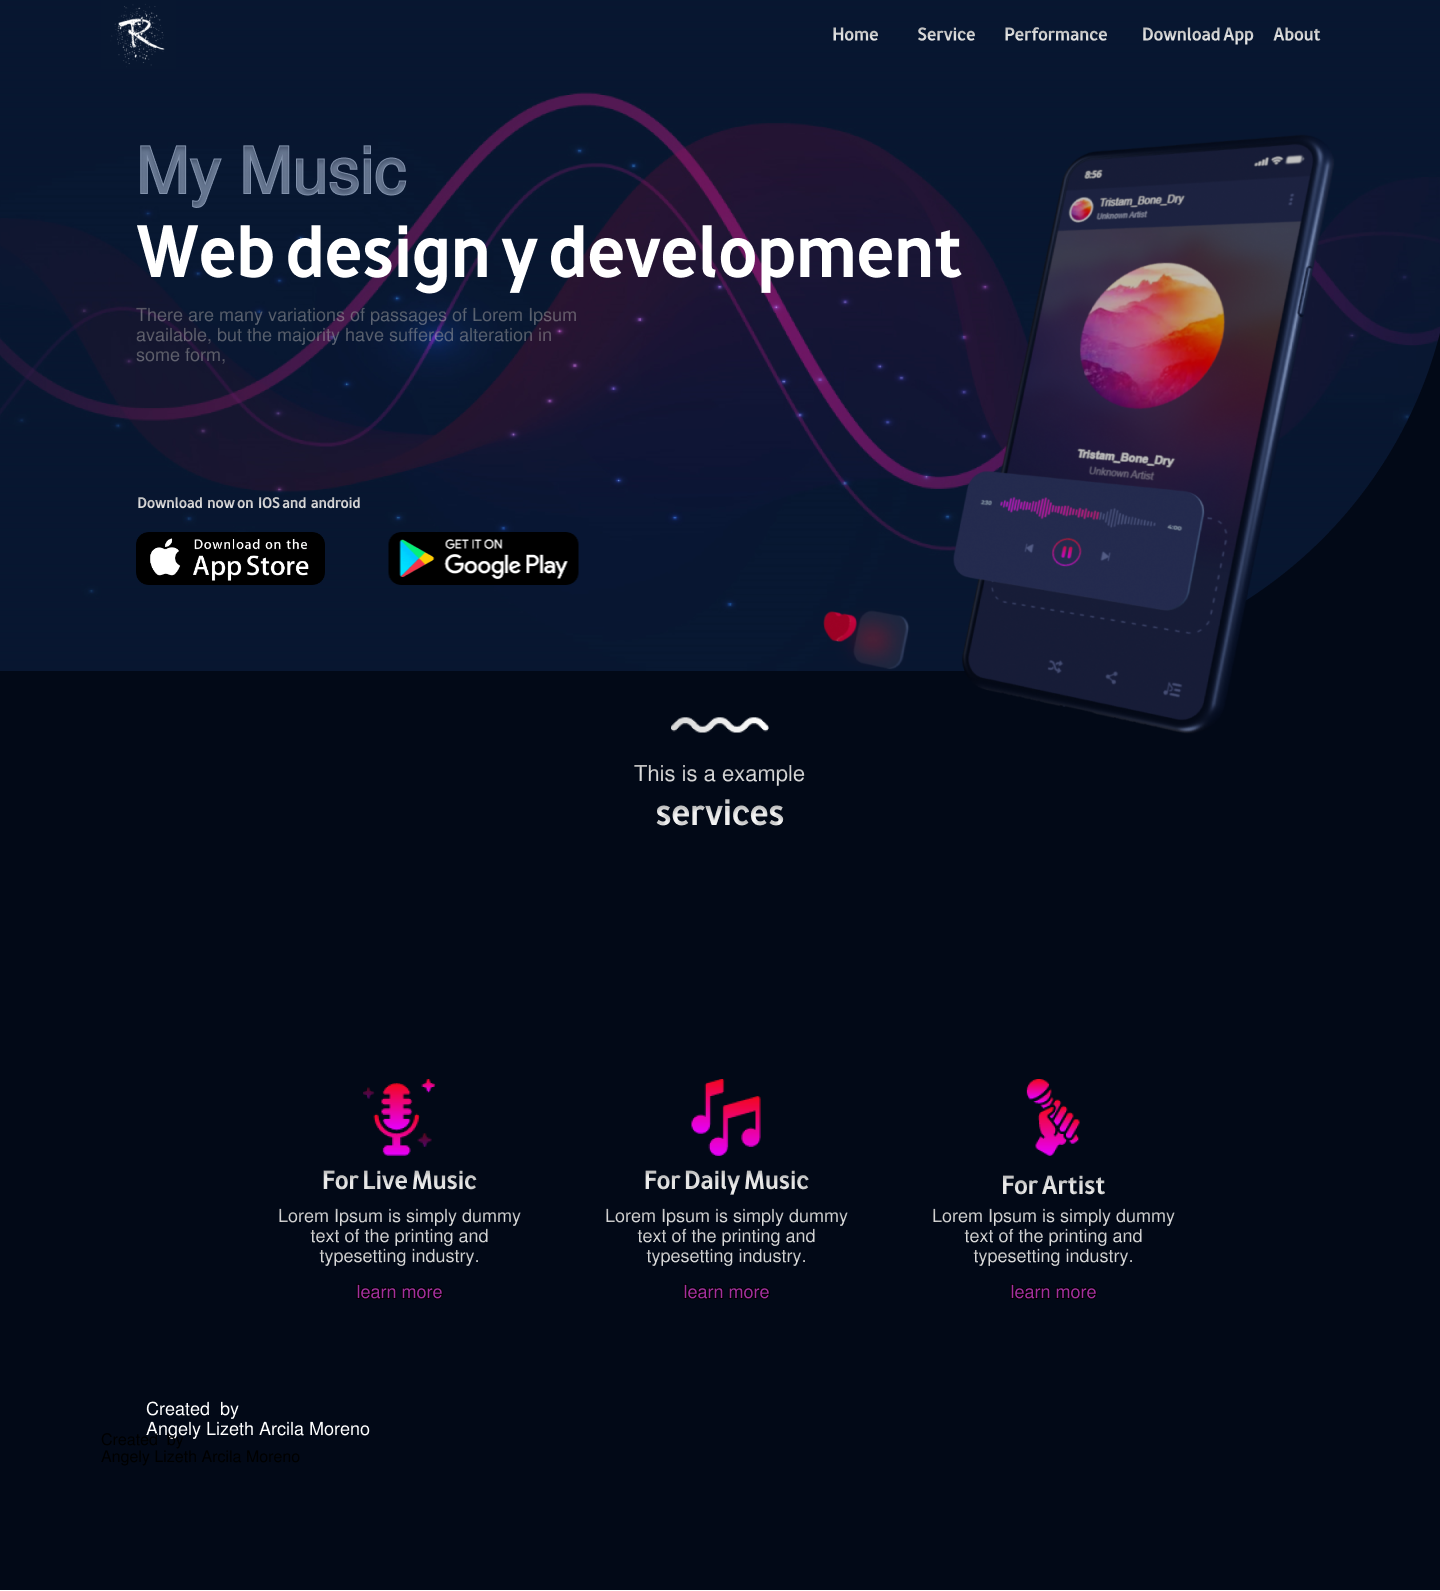 R
Home Service Performance Download App About
My Music
Web design y development
There are many variations of passages of Lorem Ipsum
available, but the majority have suffered alteration in
some form,
8:56
Tristam_Bone_Dry
Unknown Artist
Tristam_Bone_Dry
Unknown Artist
2:30
4:00
Download now on IOS and android
Download on the
App Store
GET IT ON
Google Play
This is a example
services
For Live Music
Lorem Ipsum is simply dummy
text of the printing and
typesetting industry.
learn more
For Daily Music
Lorem Ipsum is simply dummy
text of the printing and
typesetting industry.
learn more
For Artist
Lorem Ipsum is simply dummy
text of the printing and
typesetting industry.
learn more
Created by
Angely Lizeth Arcila Moreno
Created by
Angely Lizeth Arcila Moreno